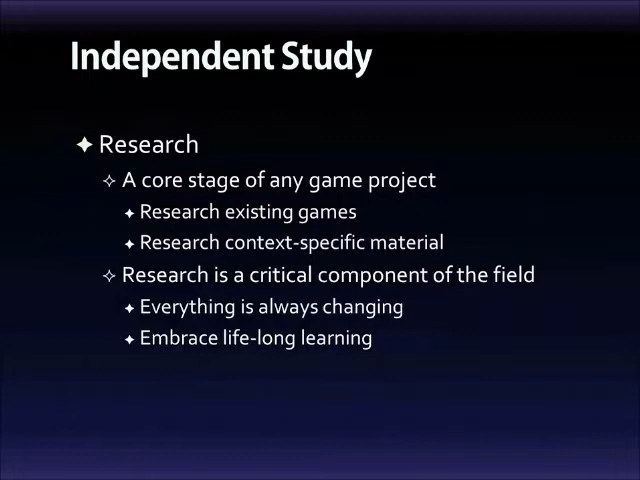 Independent Study
Research
A core stage of any game project
Research existing games
Research context-specific material
Research is a critical component of the field
Everything is always changing
Embrace life-long learning